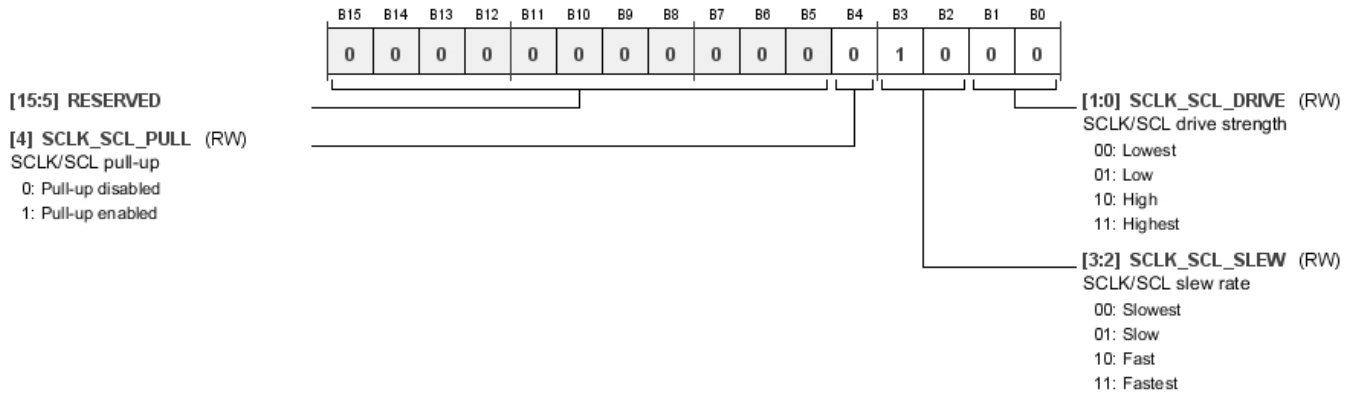 B15 B14 B13 B12 B11 B10 B9 B8 B7 B6 B5 B4 B3 B2 B1 B0
0 0 0 0 0 0 0 0 0 0 0 0 1 0 0 0
[15:5] RESERVED
[4] SCLK_SCL_PULL (RW)
SCLK/SCL pull-up
0: Pull-up disabled
1: Pull-up enabled
[1:0] SCLK_SCL_DRIVE (RW)
SCLK/SCL drive strength
00: Lowest
01: Low
10: High
11: Highest
[3:2] SCLK_SCL_SLEW (RW)
SCLK/SCL slew rate
00: Slowest
01: Slow
10: Fast
11: Fastest